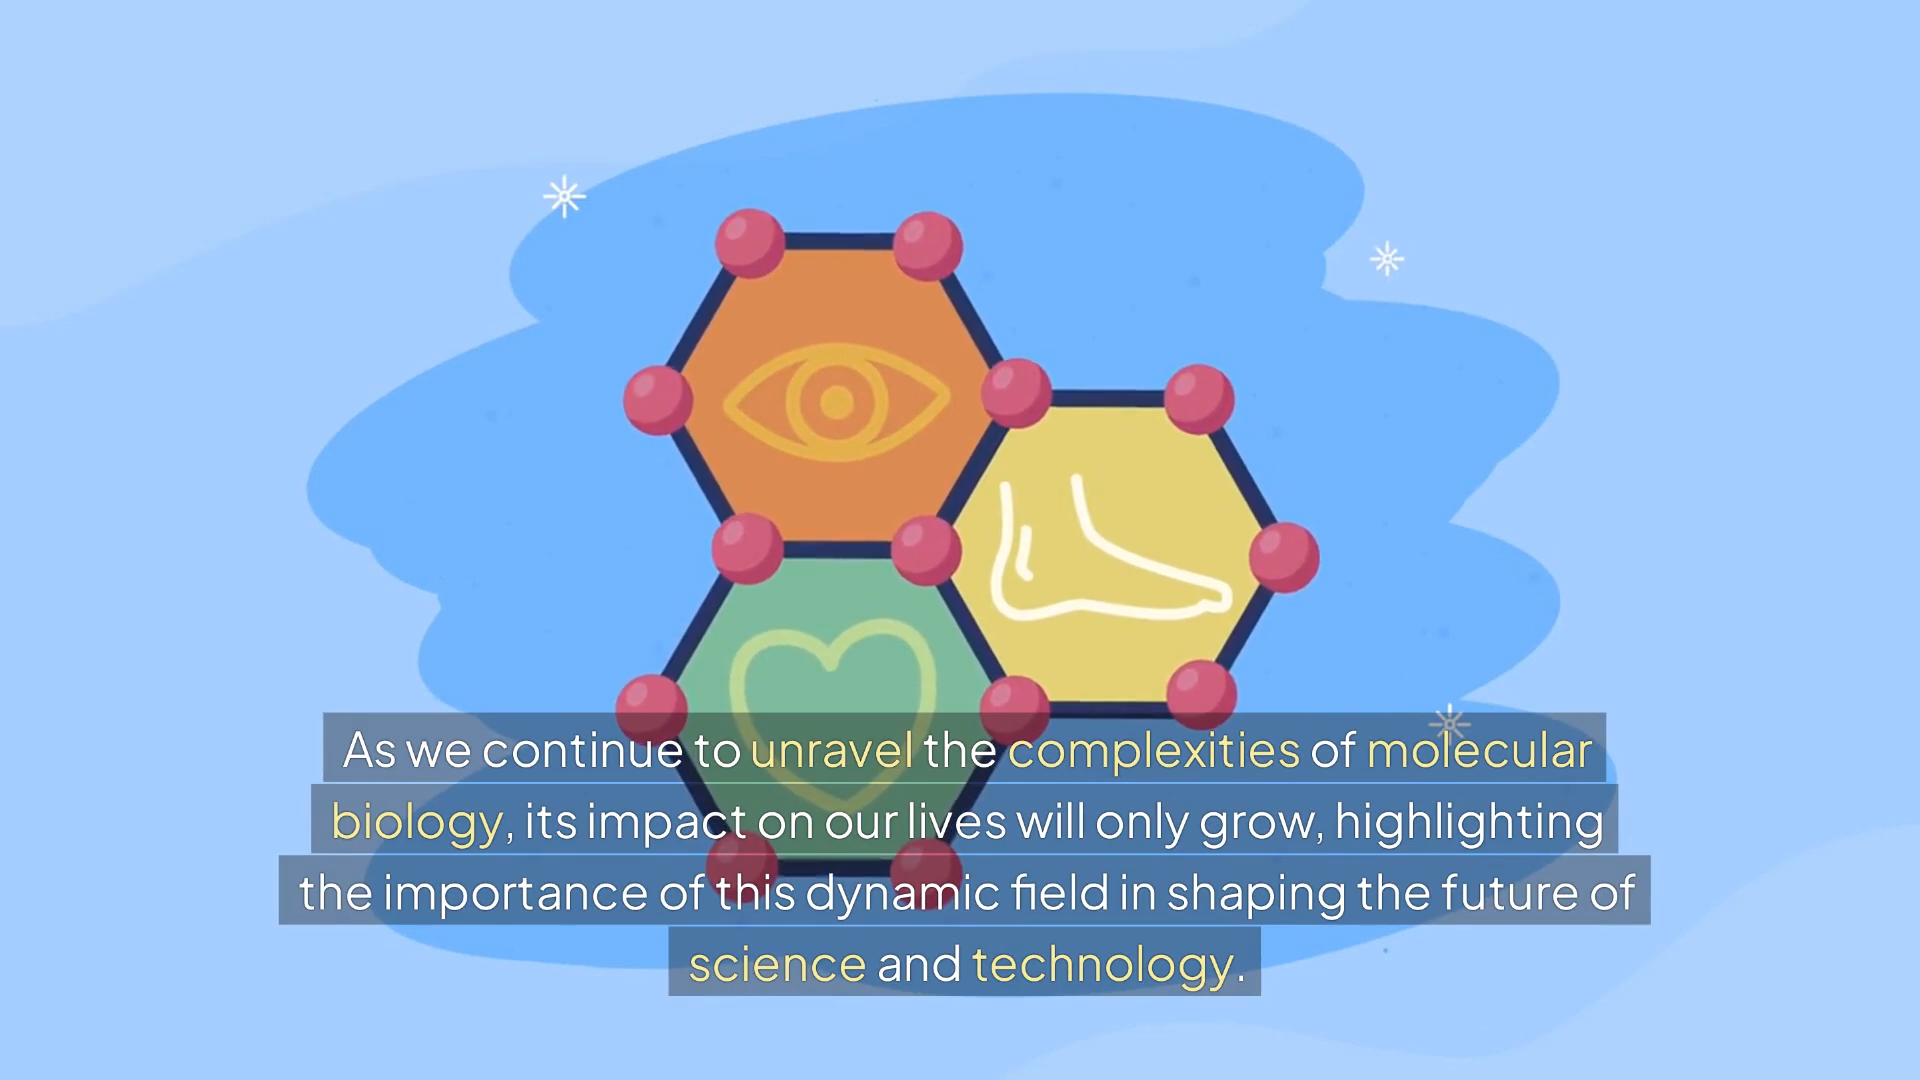 As we continue to unravel the complexities of molecular
biology, its impact on our lives will only grow, highlighting
the importance of this dynamic field in shaping the future of
science and technology.